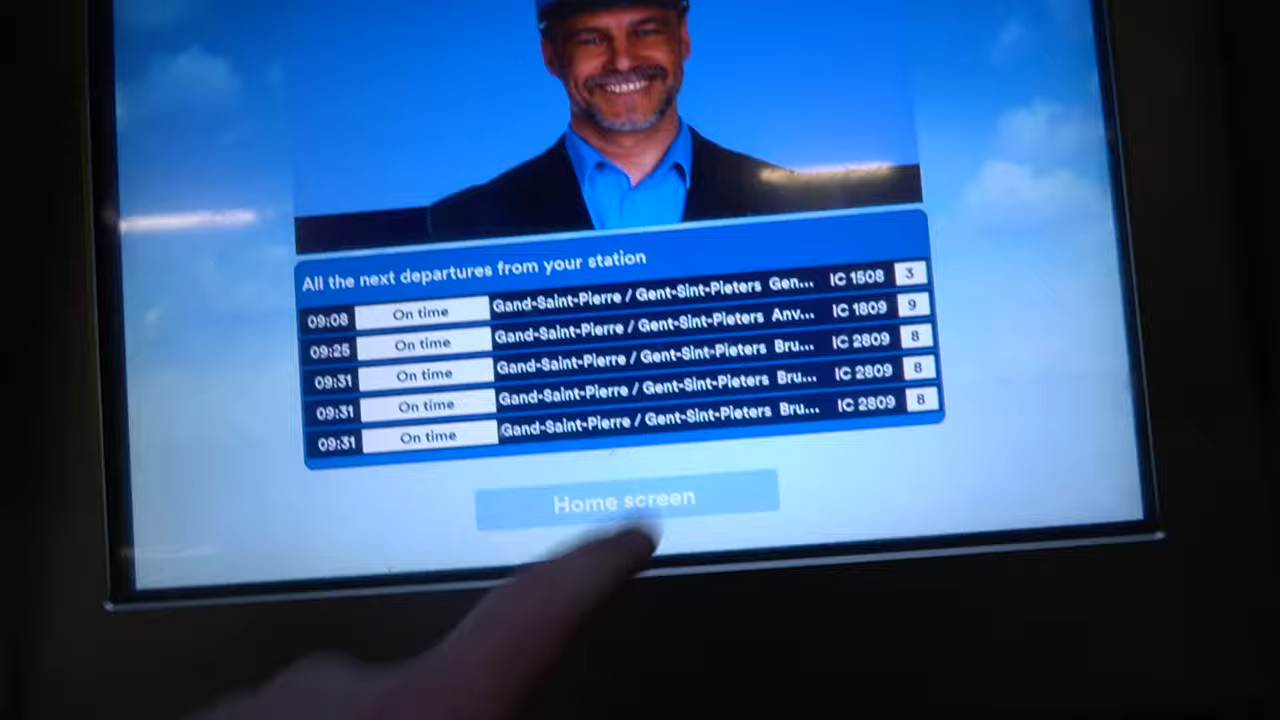 All the next departures from your station
09:08 On time Gand-Saint-Pierre / Gent-Sint-Pieters Gen... IC 1508 3
09:25 On time Gand-Saint-Pierre / Gent-Sint-Pieters Anv... IC 1809 9
09:31 On time Gand-Saint-Pierre / Gent-Sint-Pieters Bru... IC 2809 8
09:31 On time Gand-Saint-Pierre / Gent-Sint-Pieters Bru... IC 2809 8
09:31 On time Gand-Saint-Pierre / Gent-Sint-Pieters Bru... IC 2809 8
Home screen